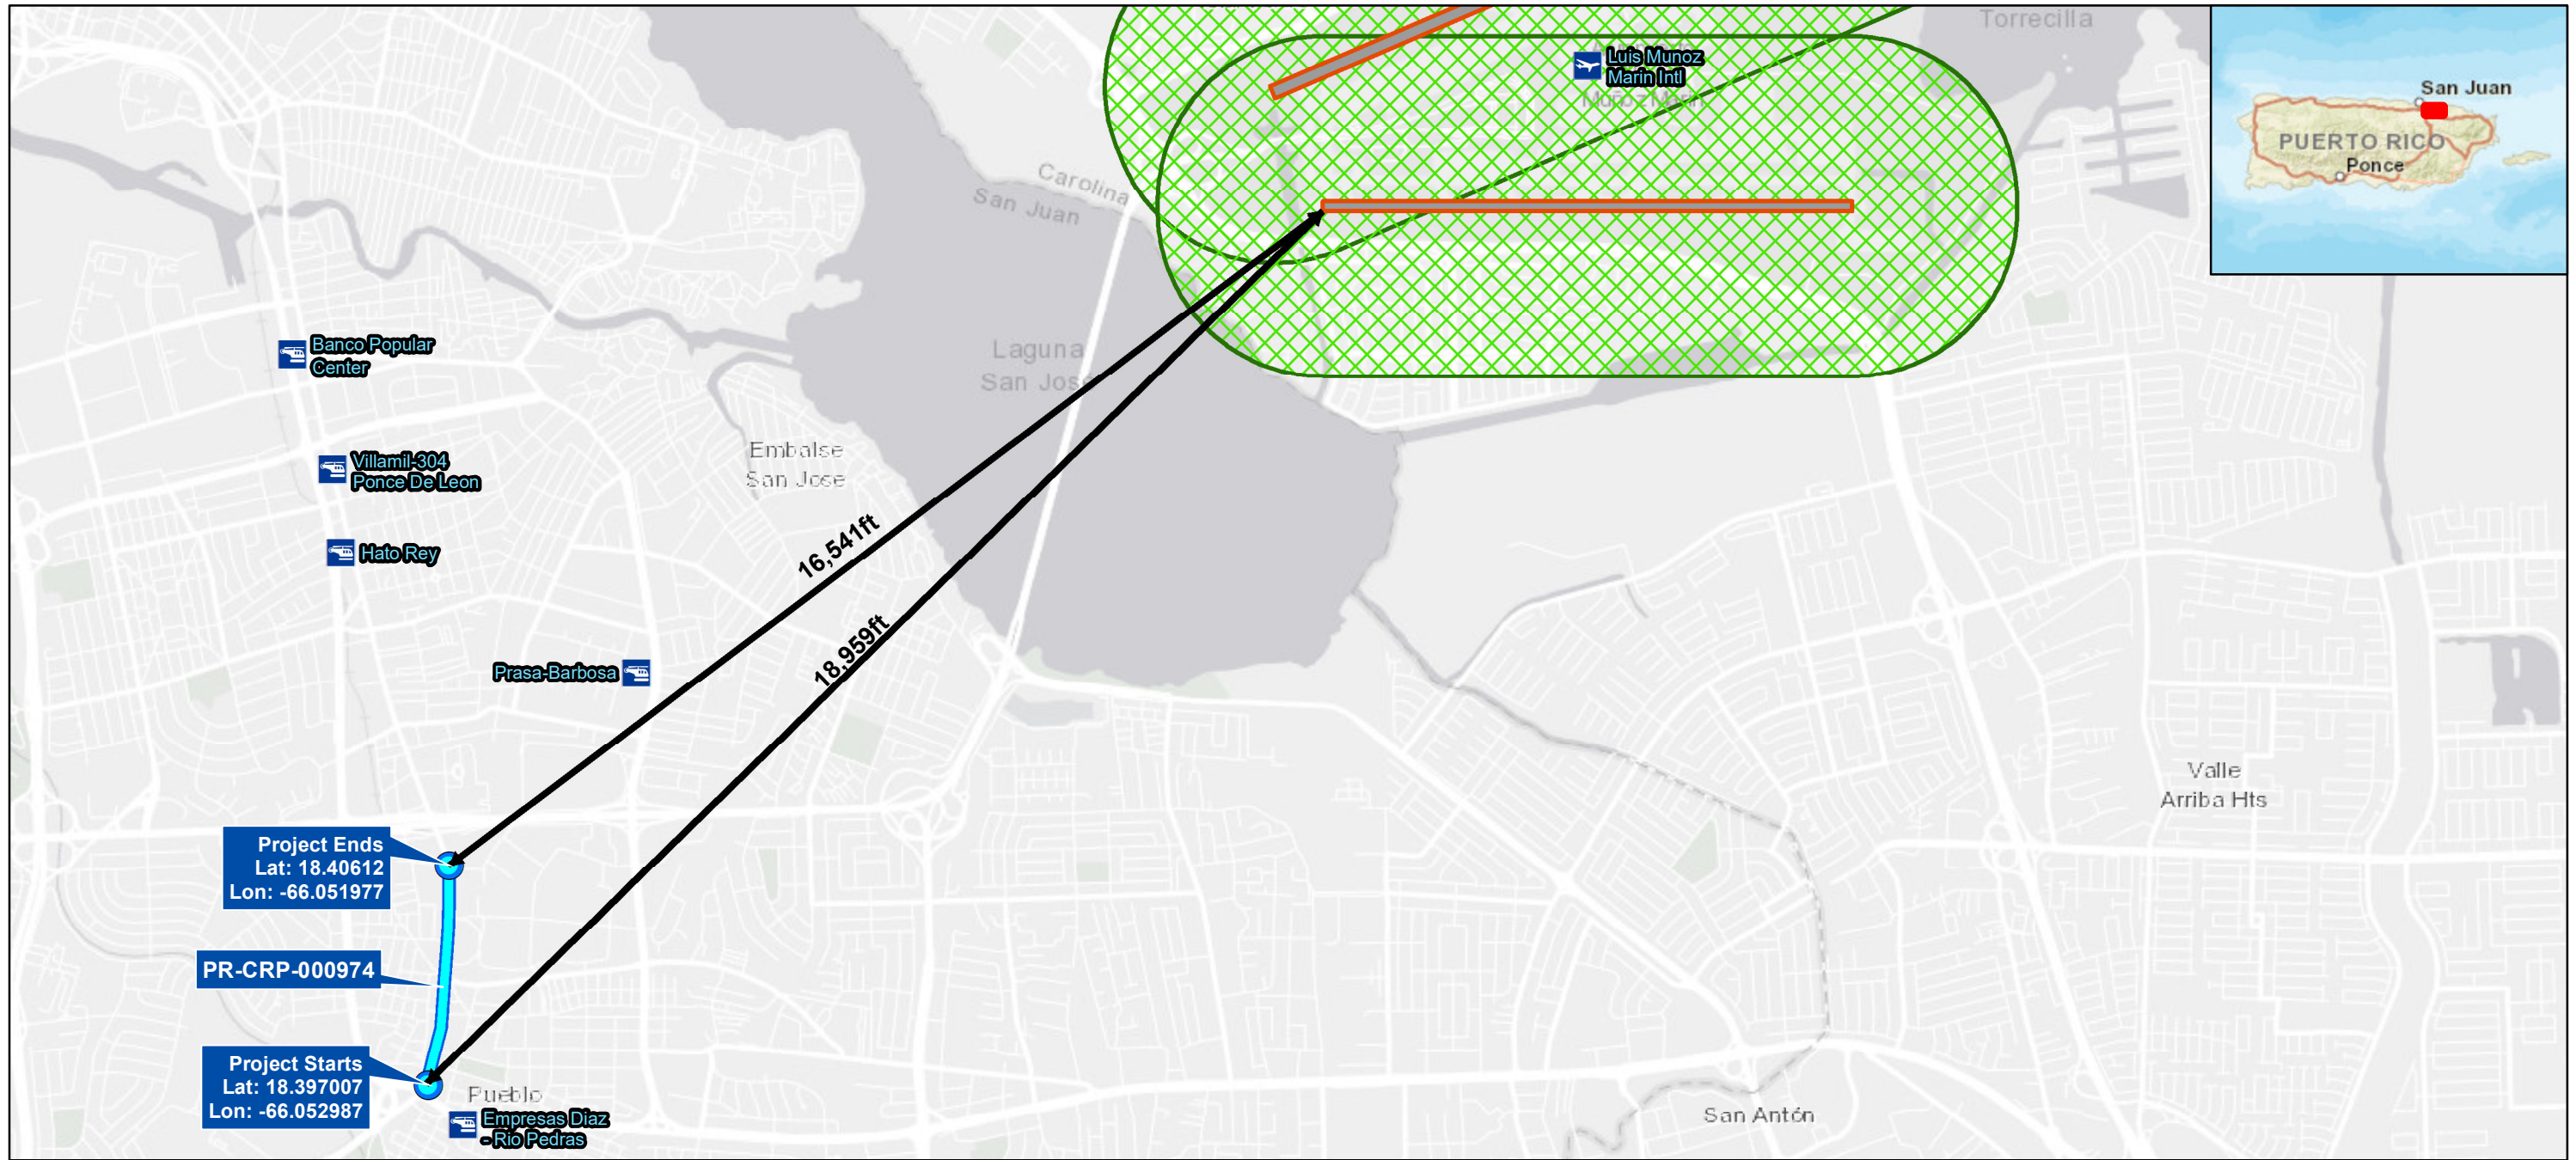 Torrecilla
Luis Munoz
Marin Intl
Muñoz Marín
San Juan
PUERTO RICO
Ponce
Carolina
San Juan
Banco Popular
Center
Laguna
San José
Villamil-304
Ponce De Leon
Embalse
San Jose
Hato Rey
16,541ft
18,959ft
Prasa-Barbosa
Valle
Arriba Hts
Project Ends
Lat: 18.40612
Lon: -66.051977
PR-CRP-000974
Project Starts
Lat: 18.397007
Lon: -66.052987
Pueblo
Empresas Diaz
- Rio Pedras
San Antón